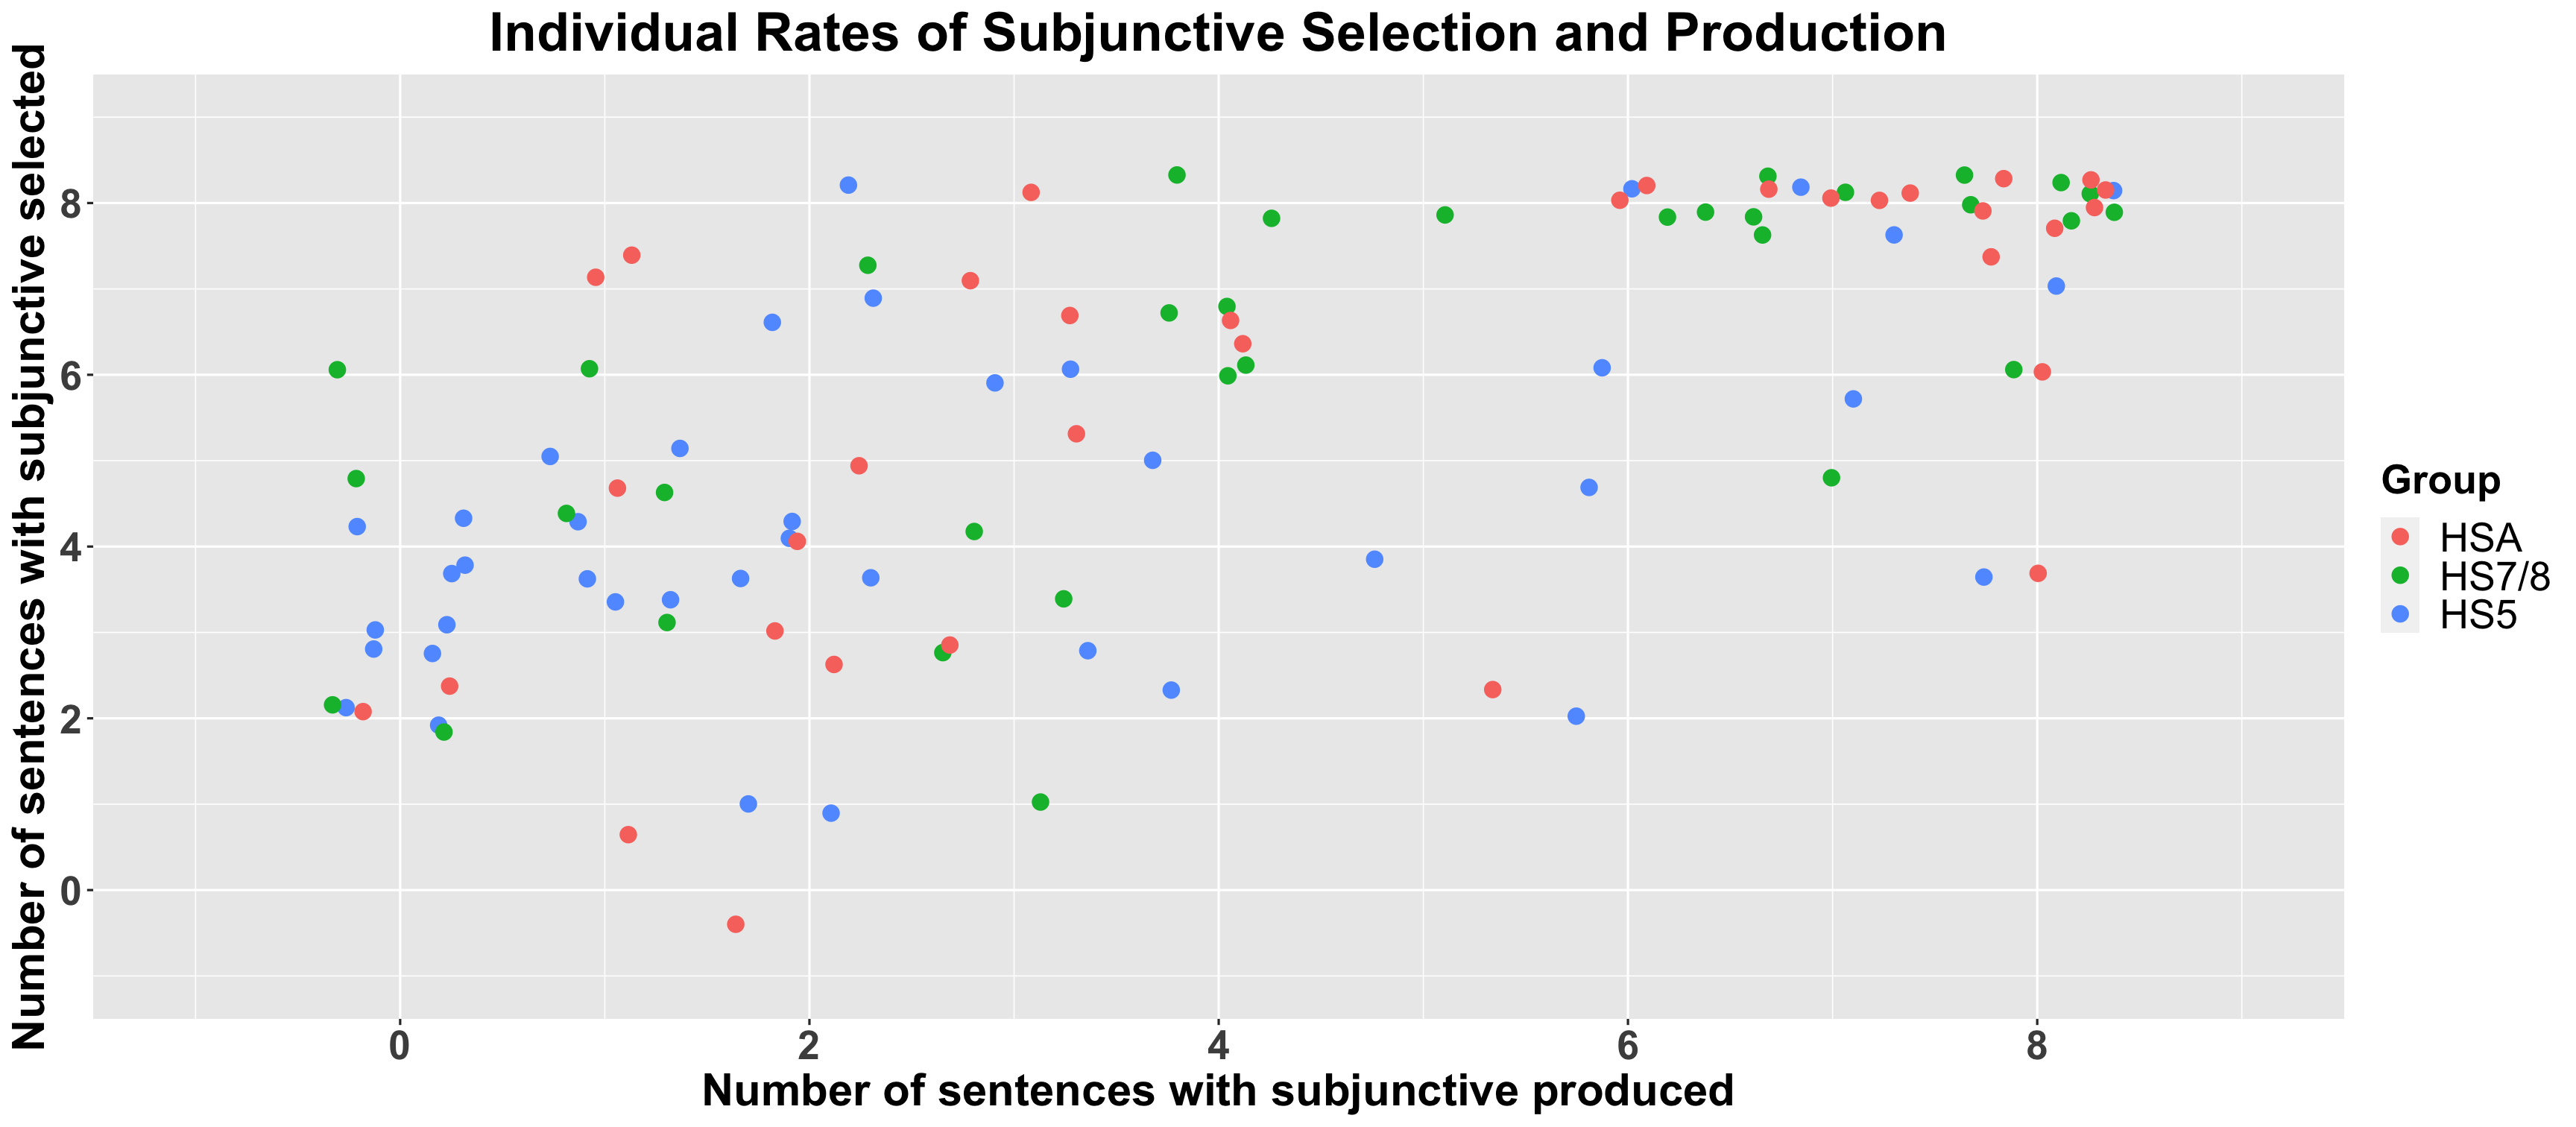 Individual Rates of Subjunctive Selection and Production
Number of sentences with subjunctive selected
8
6
4
2
0
0 2 4 6 8
Number of sentences with subjunctive produced
Group
HSA
HS7/8
HS5